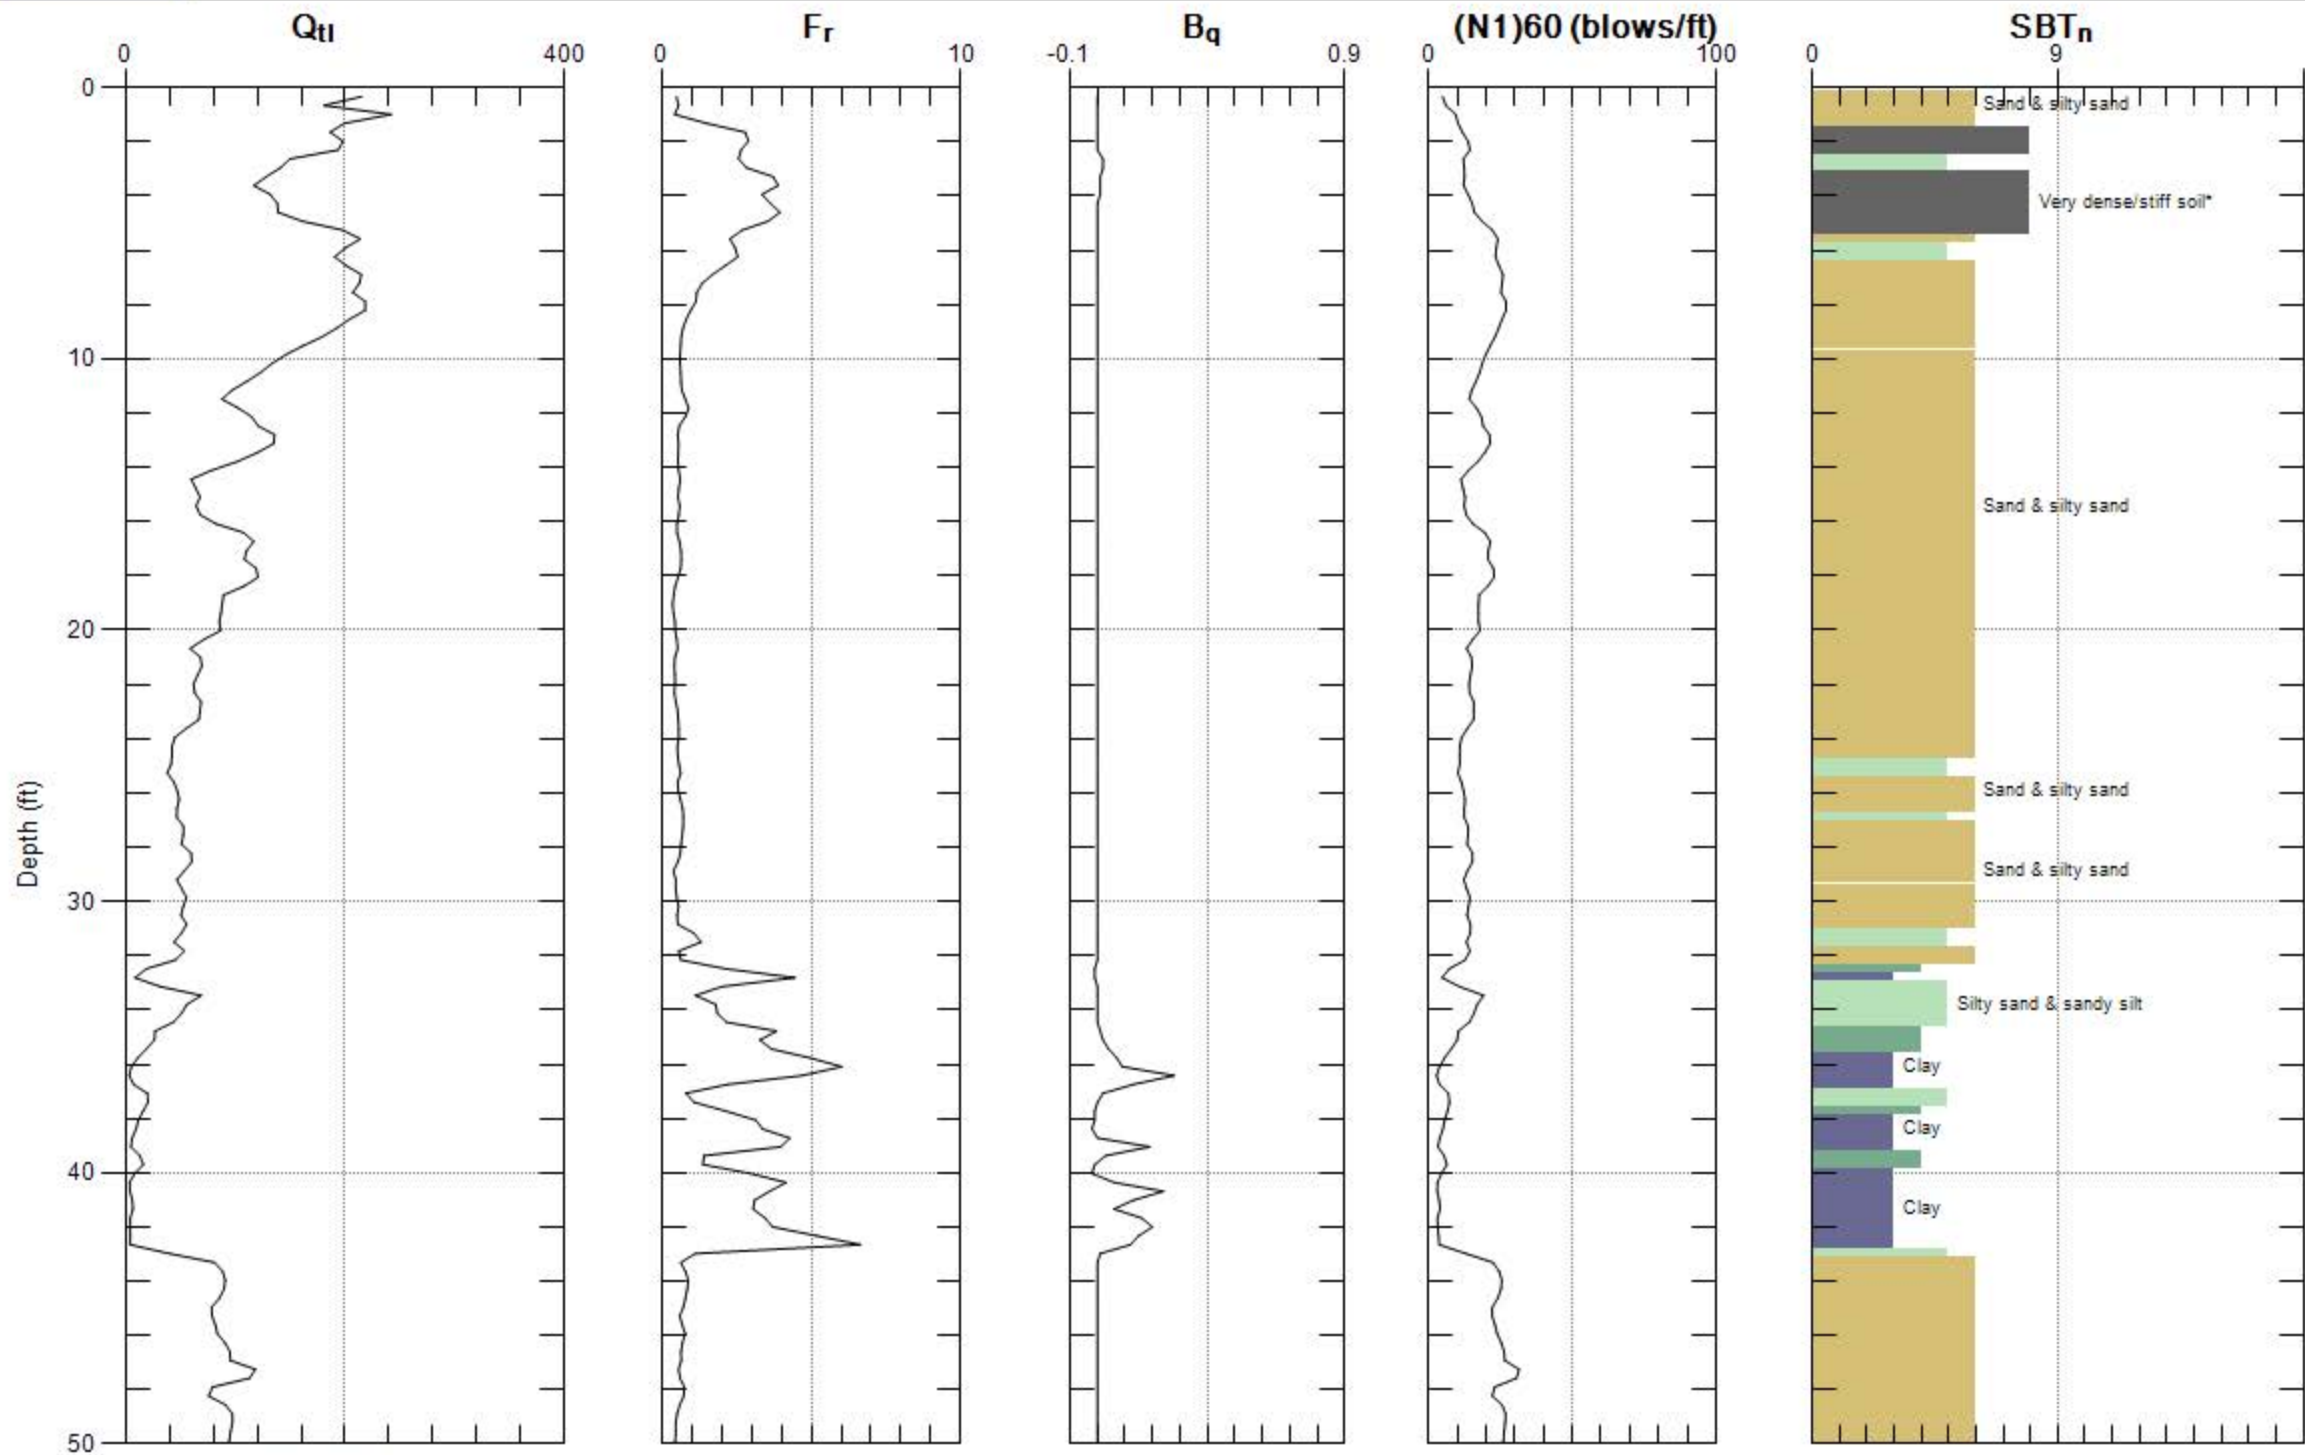 Qtl
Fr
Bq
(N1)60 (blows/ft)
SBTn
0 400
0 10
-0.1 0.9
0 100
0 9
0
10
20
30
40
50
Depth (ft)
Sand & silty sand
Very dense/stiff soil*
Sand & silty sand
Sand & silty sand
Sand & silty sand
Silty sand & sandy silt
Clay
Clay
Clay